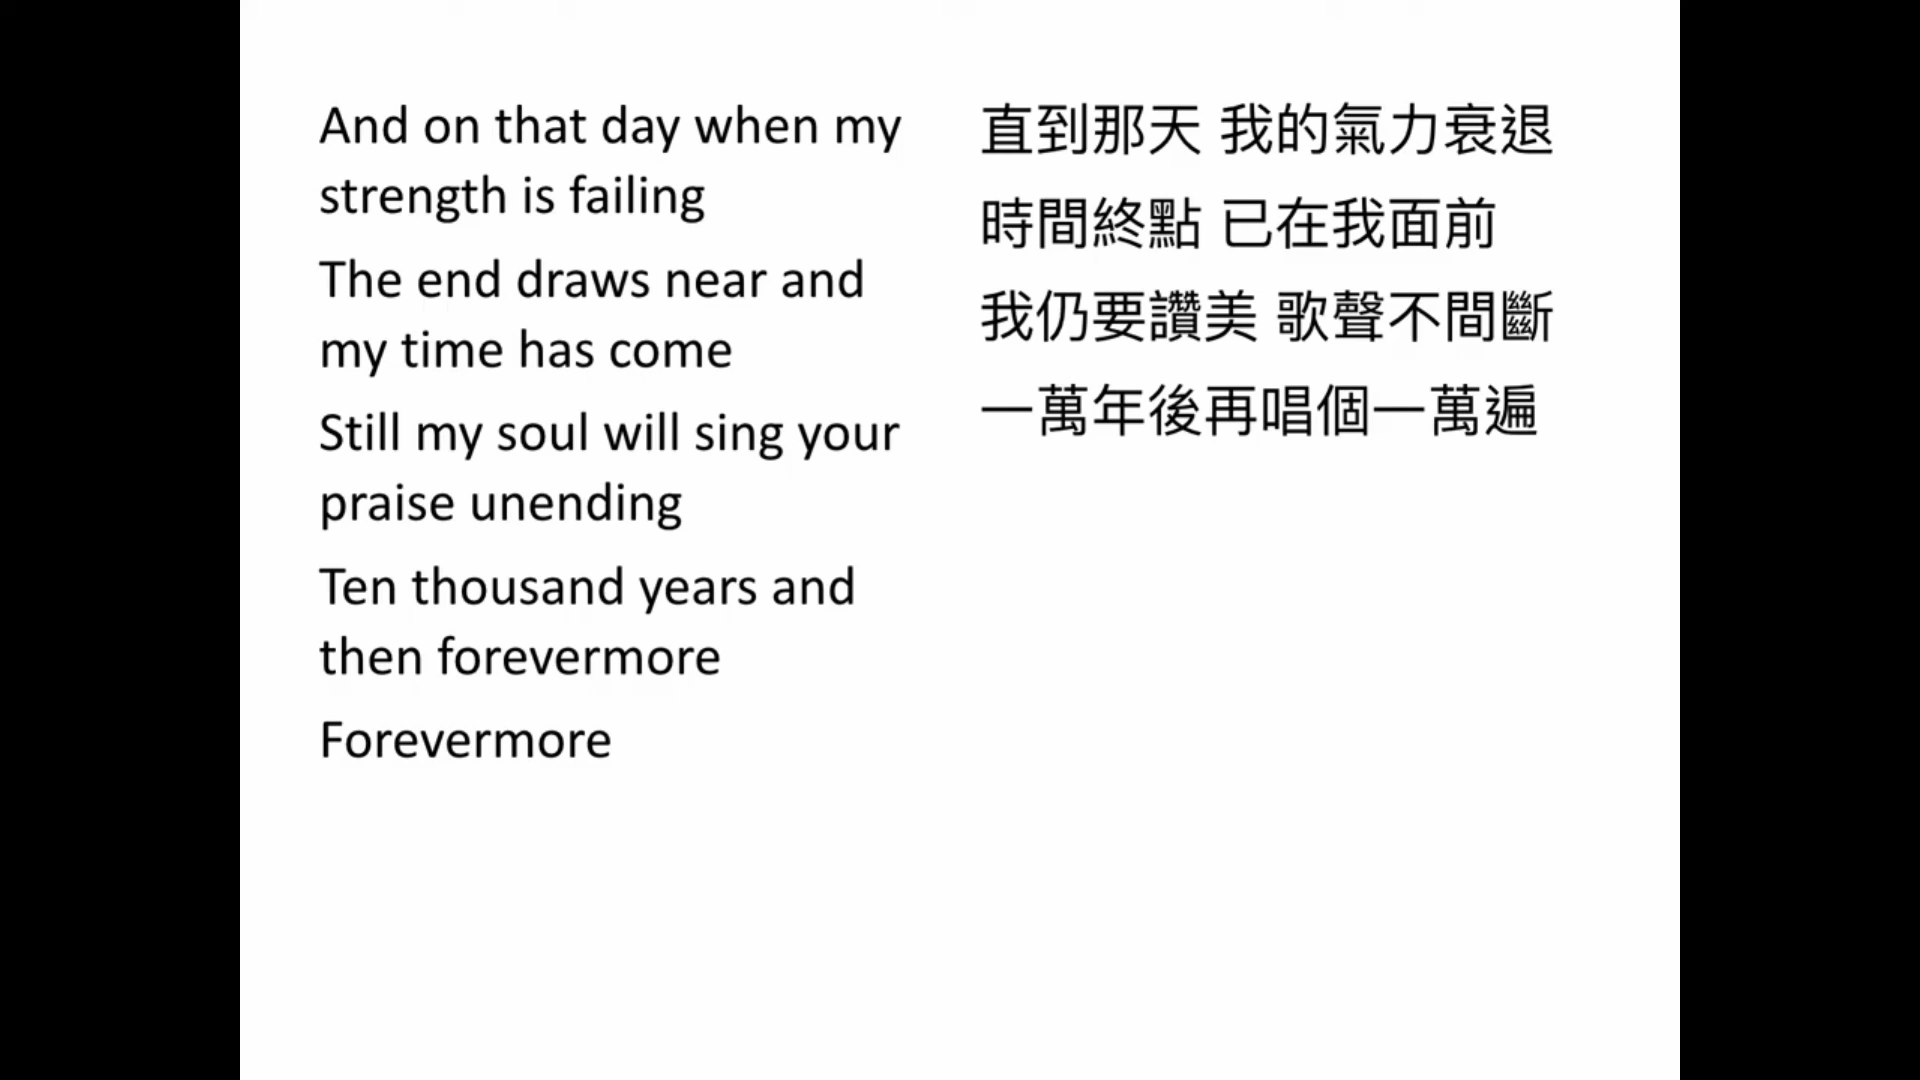 And on that day when my
strength is failing
The end draws near and
my time has come
Still my soul will sing your
praise unending
Ten thousand years and
then forevermore
Forevermore
直到那天 我的氣力衰退
時間終點 已在我面前
我仍要讚美 歌聲不間斷
一萬年後再唱個一萬遍